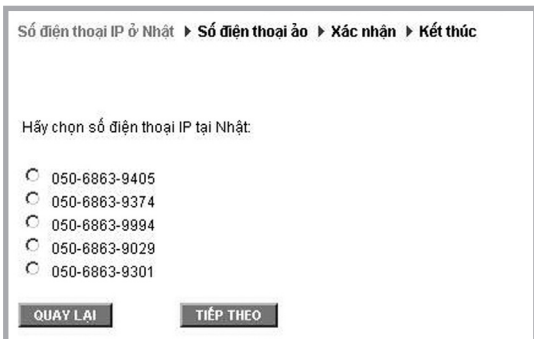 Số điện thoại IP ở Nhật ▶ Số điện thoại ảo ▶ Xác nhận ▶ Kết thúc
Hãy chọn số điện thoại IP tại Nhật:
050-6863-9405
050-6863-9374
050-6863-9994
050-6863-9029
050-6863-9301
QUAY LẠI TIẾP THEO